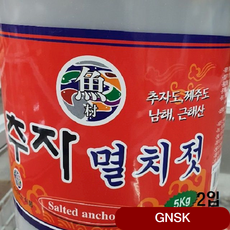 魚
村
추자도, 제주도
남해, 근해산
추자
멸치젓
Salted ancho
5Kg 2입
GNSK